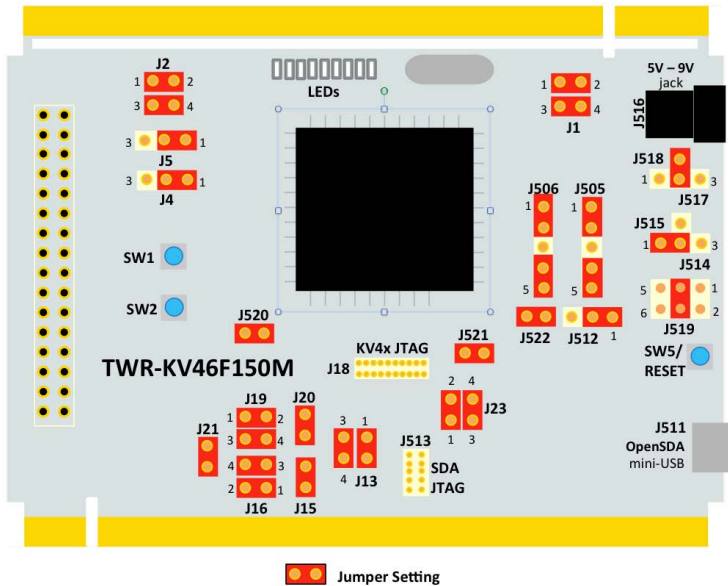 J2
1 2
3 4
LEDs
1 2
3 4
J1
5V – 9V
jack
J516
3 1
J5
3 1
J4
J518
1 3
J517
J506
J505
1 1
5 5
J515
1 3
J514
5 1
6 2
J519
SW1
SW2
J520
J522
J512
1
J521
KV4x JTAG
J18
TWR-KV46F150M
SW5/
RESET
2 4
J23
1 3
J19
1 2
3 4
J20
J21
4 3
2 1
J16
J15
3 1
4
J13
J513
SDA
JTAG
J511
OpenSDA
mini-USB
Jumper Setting